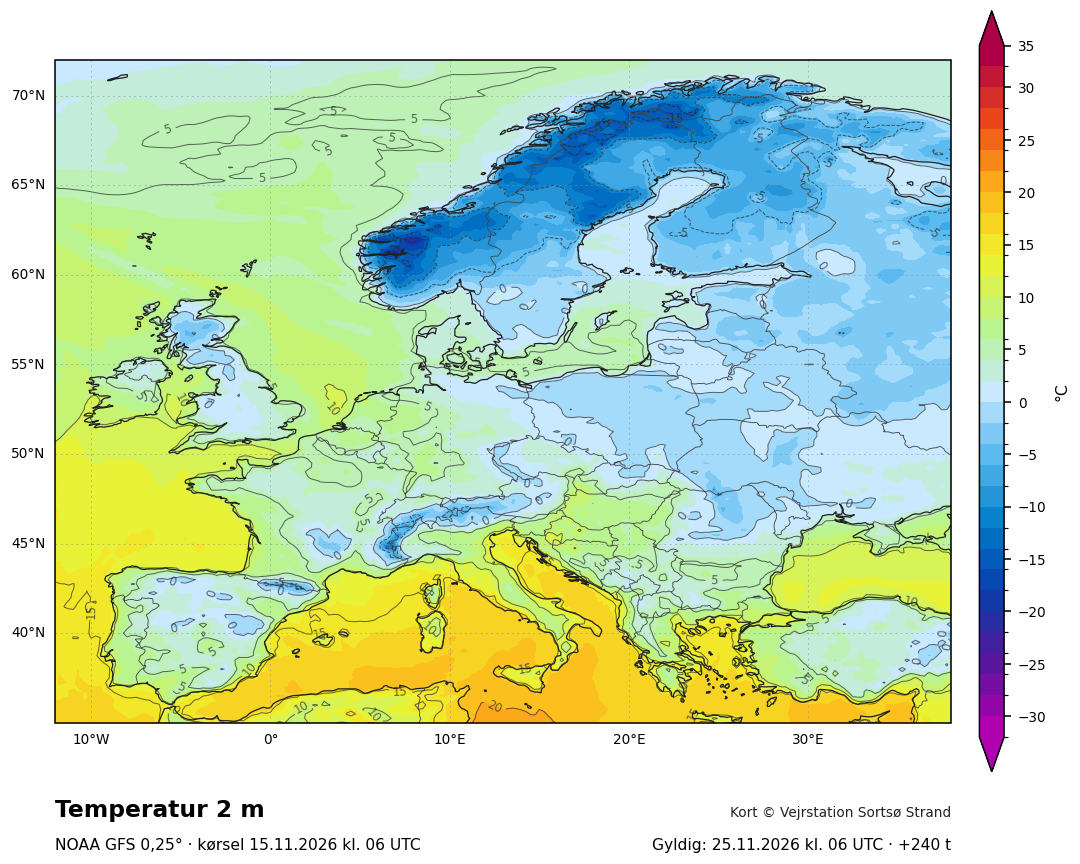 70°N
65°N
60°N
55°N
50°N
45°N
40°N
10°W
0°
10°E
20°E
30°E
35
30
25
20
15
10
5
0
−5
−10
−15
−20
−25
−30
°C
Temperatur 2 m
Kort © Vejrstation Sortsø Strand
NOAA GFS 0,25° · kørsel 15.11.2026 kl. 06 UTC
Gyldig: 25.11.2026 kl. 06 UTC · +240 t